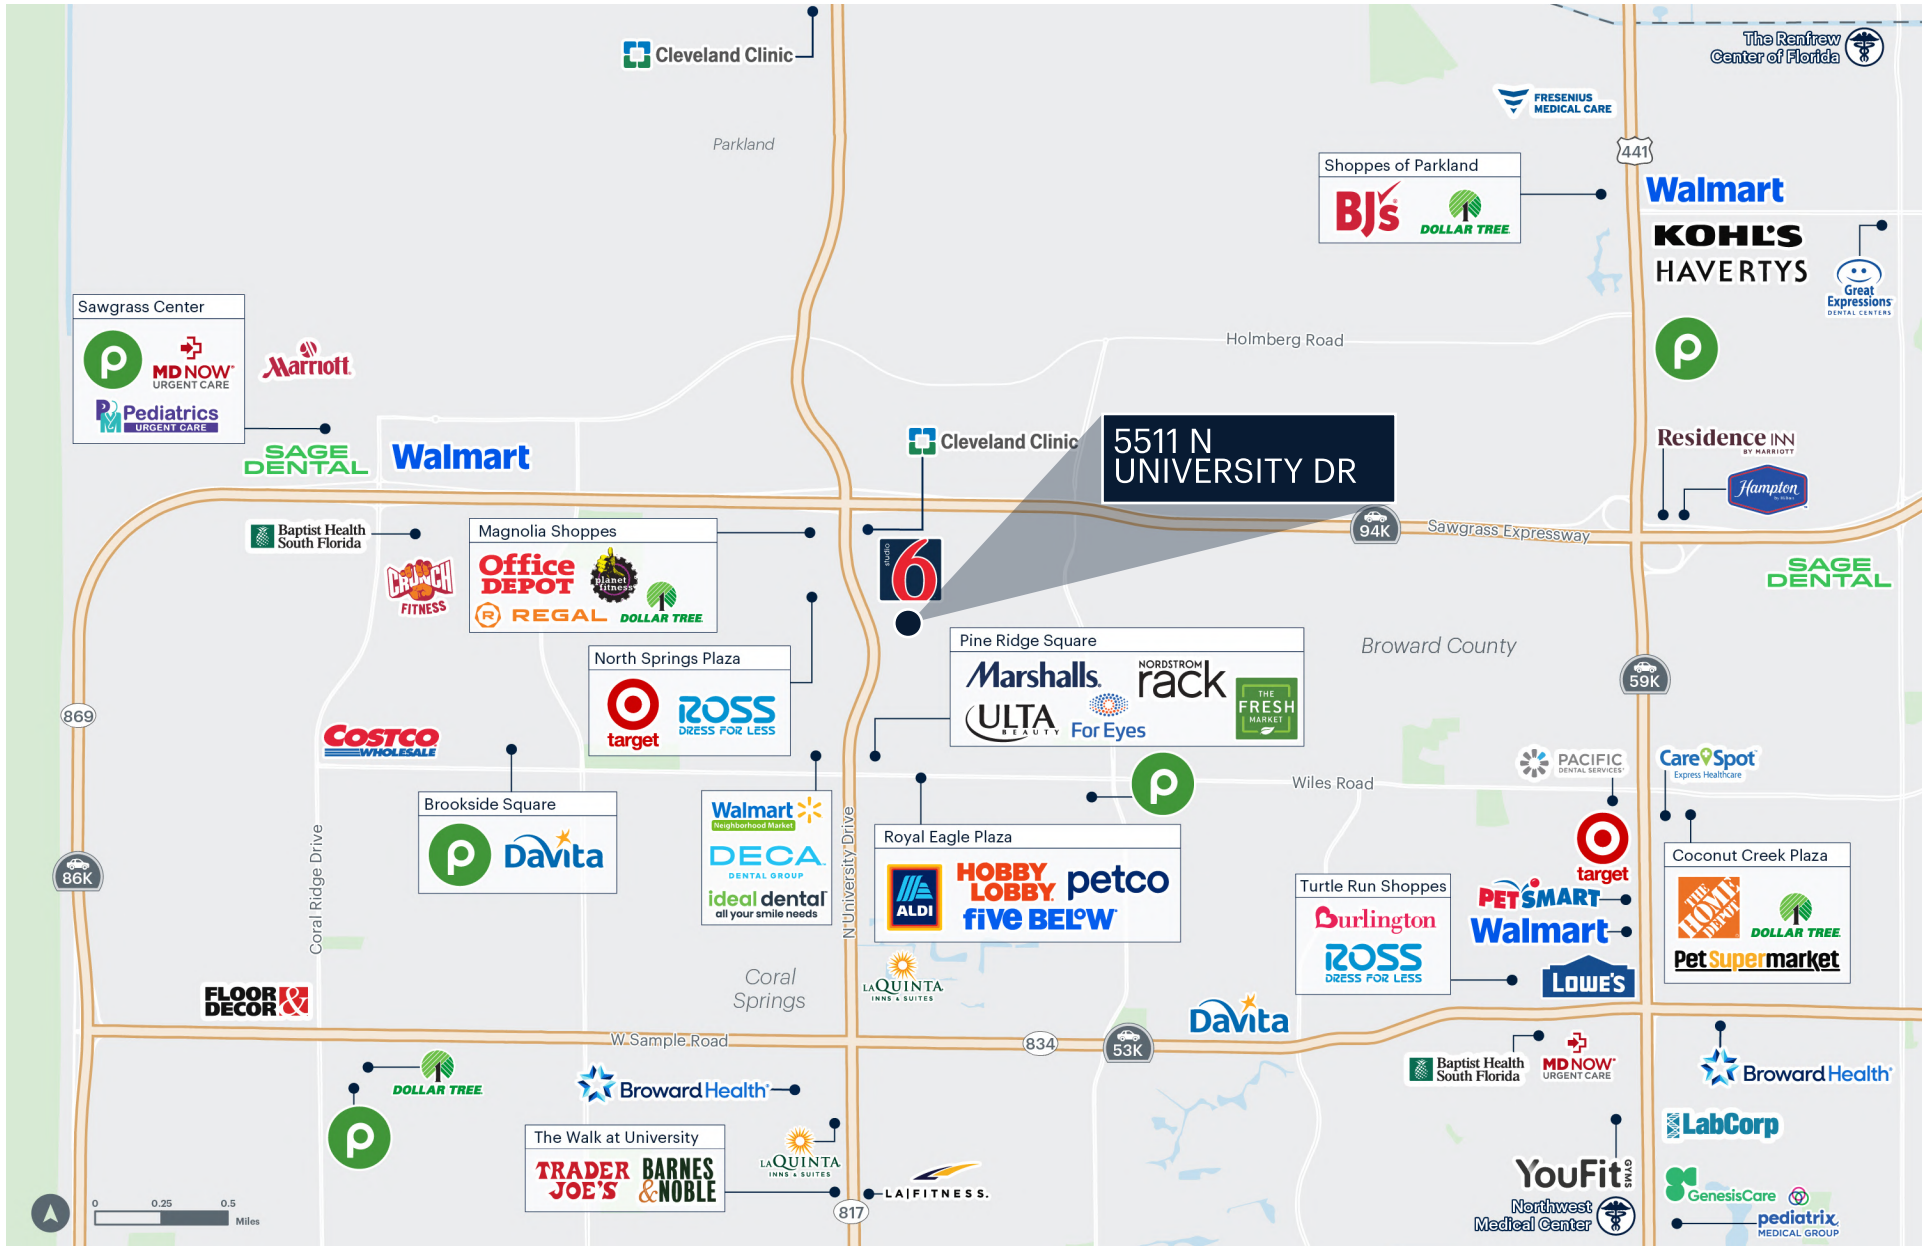 Cleveland Clinic
The Renfrew
Center of Florida
FRESENIUS
MEDICAL CARE
Parkland
441
Shoppes of Parkland
BJ's
DOLLAR TREE
Walmart
KOHL'S
HAVERTYS
Great
Expressions
DENTAL CENTERS
Sawgrass Center
P
MD NOW
URGENT CARE
PM Pediatrics
URGENT CARE
Marriott
Holmberg Road
P
SAGE
DENTAL
Walmart
Cleveland Clinic
5511 N
UNIVERSITY DR
Residence INN
BY MARRIOTT
Hampton
by Hilton
94K
Sawgrass Expressway
Baptist Health
South Florida
CRUNCH
FITNESS
Magnolia Shoppes
Office
DEPOT
planet
fitness
R REGAL
DOLLAR TREE
studio
6
SAGE
DENTAL
North Springs Plaza
target
ROSS
DRESS FOR LESS
Pine Ridge Square
Marshalls.
NORDSTROM
rack
ULTA
BEAUTY
For Eyes
THE
FRESH
MARKET
Broward County
59K
869
COSTCO
WHOLESALE
PACIFIC
DENTAL SERVICES
CareSpot
Express Healthcare
P
Wiles Road
Brookside Square
P
DaVita
Walmart
Neighborhood Market
DECA
DENTAL GROUP
ideal dental
all your smile needs
N University Drive
Royal Eagle Plaza
ALDI
HOBBY
LOBBY
petco
five BELOW
target
Coconut Creek Plaza
THE
HOME
DEPOT
DOLLAR TREE
PetSupermarket
86K
Coral Ridge Drive
Turtle Run Shoppes
Burlington
ROSS
DRESS FOR LESS
PETSMART
Walmart
LOWE'S
Coral
Springs
LAQUINTA
INNS & SUITES
FLOOR &
DECOR
W Sample Road
834
53K
DaVita
Baptist Health
South Florida
MD NOW
URGENT CARE
Broward Health
DOLLAR TREE
P
Broward Health
The Walk at University
TRADER
JOE'S
BARNES
&NOBLE
LAQUINTA
INNS & SUITES
LA|FITNESS.
817
LabCorp
YouFit
GYMS
Northwest
Medical Center
GenesisCare
pediatrix
MEDICAL GROUP
0 0.25 0.5
Miles